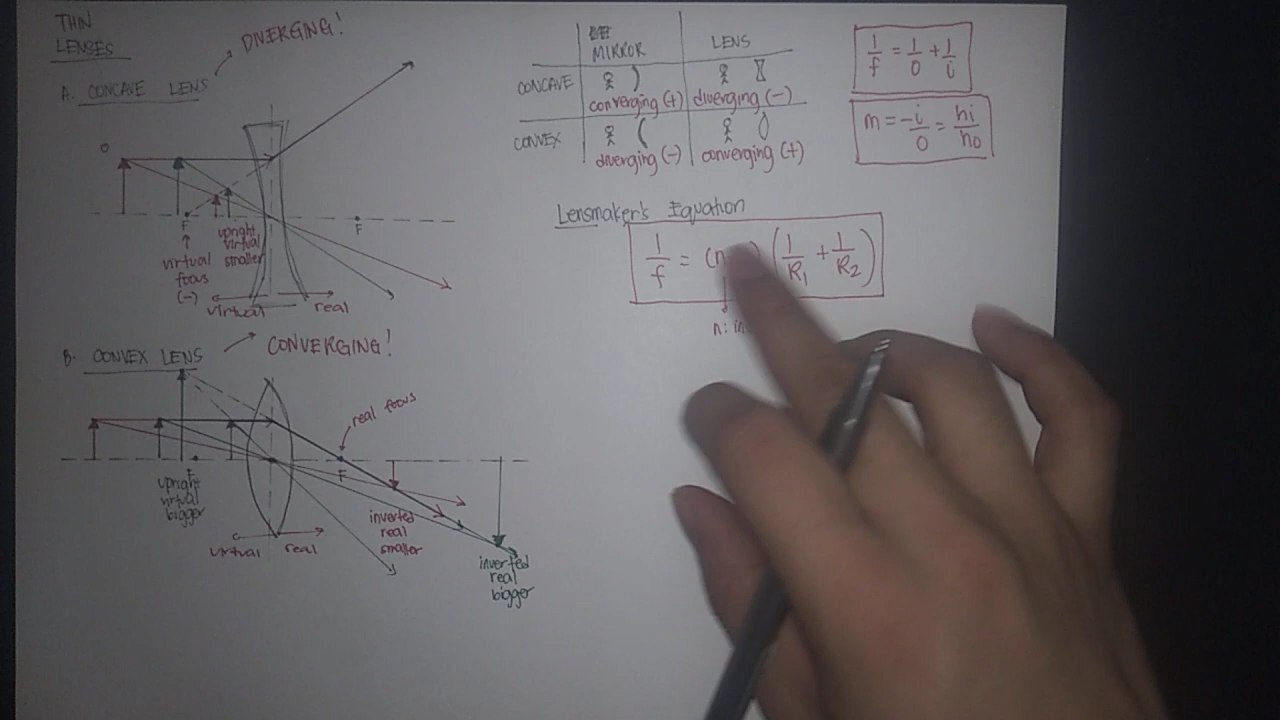 THIN
LENSES
DIVERGING!
A. CONCAVE LENS
O
F
F
virtual
focus
(-)
upright
virtual
smaller
virtual
real
B. CONVEX LENS
CONVERGING!
real focus
F
F
upright
virtual
bigger
virtual
real
inverted
real
smaller
inverted
real
bigger
MIRROR
LENS
CONCAVE
converging (+)
diverging (-)
CONVEX
diverging (-)
converging (+)
1/f = 1/o + 1/i
m = -i/o = hi/ho
Lensmaker's Equation
1/f = (n ) (1/R1 + 1/R2)
n: